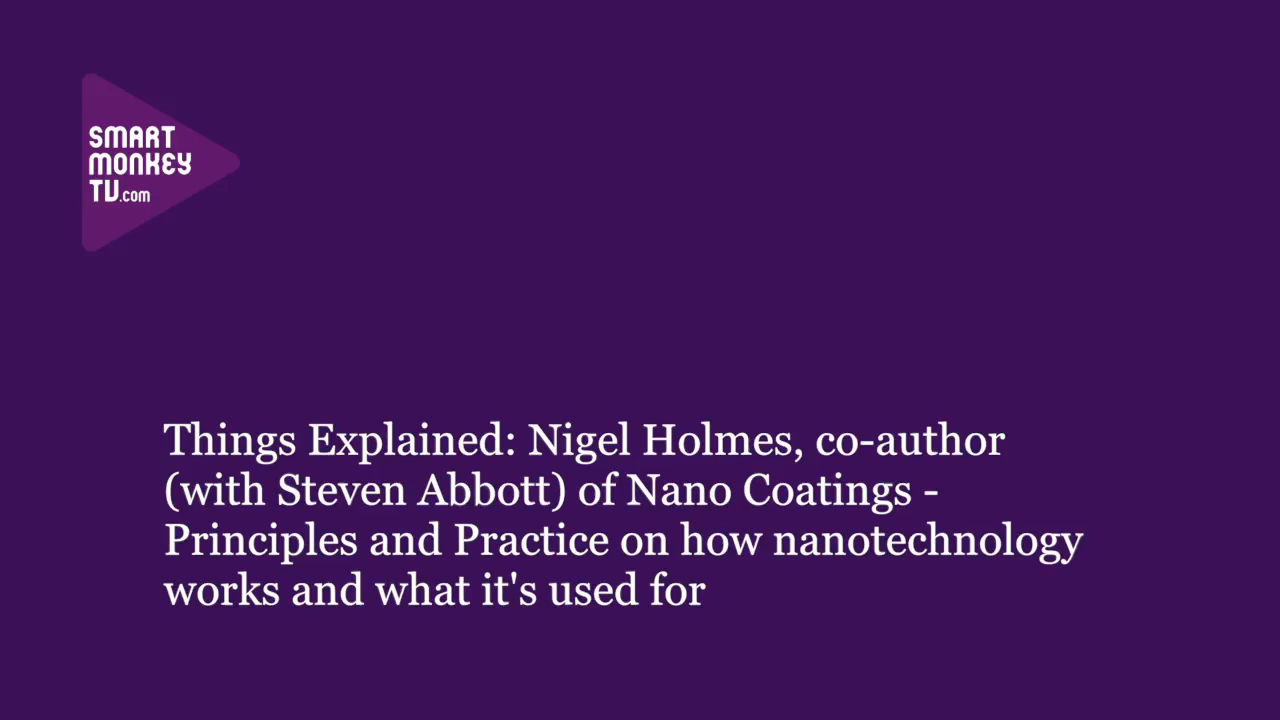 SMART
MONKEY
TV.com
Things Explained: Nigel Holmes, co-author
(with Steven Abbott) of Nano Coatings -
Principles and Practice on how nanotechnology
works and what it's used for